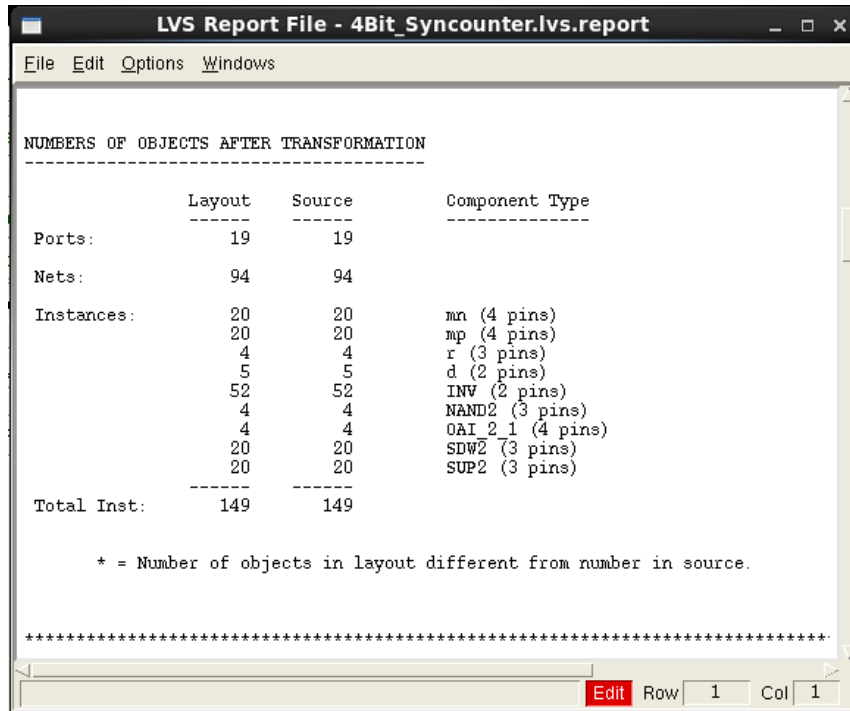 LVS Report File - 4Bit_Syncounter.lvs.report
File Edit Options Windows
NUMBERS OF OBJECTS AFTER TRANSFORMATION
---------------------------------------
Layout Source Component Type
------ ------ --------------
Ports: 19 19
Nets: 94 94
Instances: 20 20 mn (4 pins)
20 20 mp (4 pins)
4 4 r (3 pins)
5 5 d (2 pins)
52 52 INV (2 pins)
4 4 NAND2 (3 pins)
4 4 OAI_2_1 (4 pins)
20 20 SDW2 (3 pins)
20 20 SUP2 (3 pins)
------ ------
Total Inst: 149 149
* = Number of objects in layout different from number in source.
******************************************************************************
Edit Row 1 Col 1